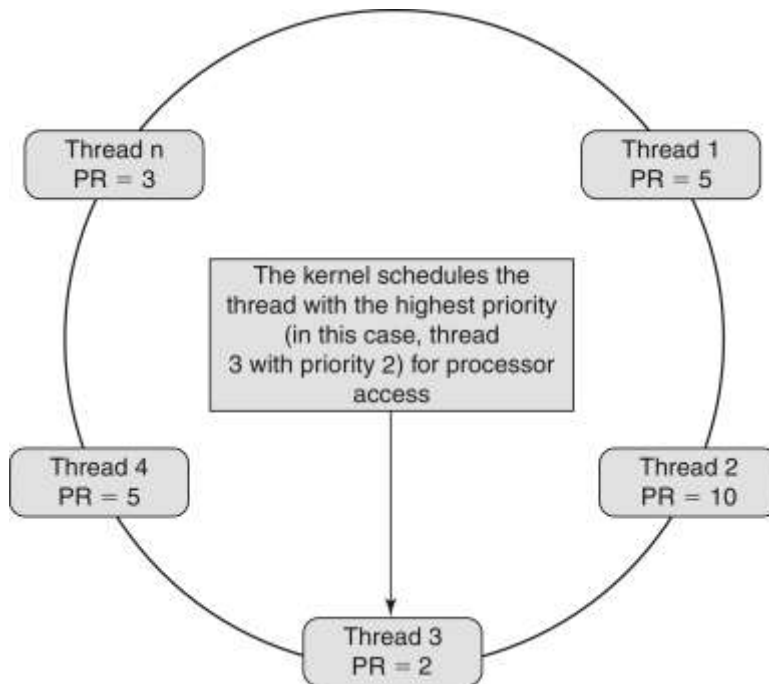 Thread n
PR = 3
Thread 1
PR = 5
The kernel schedules the
thread with the highest priority
(in this case, thread
3 with priority 2) for processor
access
Thread 4
PR = 5
Thread 2
PR = 10
Thread 3
PR = 2